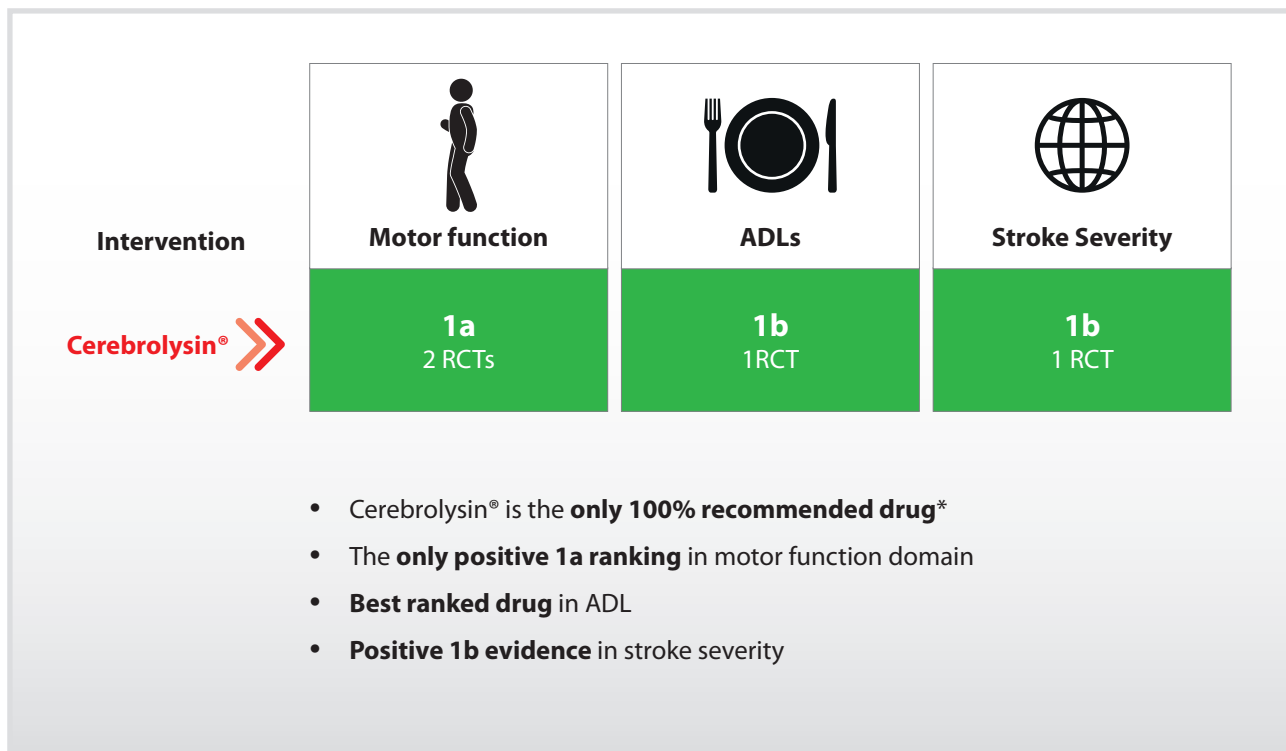 Intervention
Motor function
ADLs
Stroke Severity
Cerebrolysin®
1a
2 RCTs
1b
1RCT
1b
1 RCT
• Cerebrolysin® is the only 100% recommended drug*
• The only positive 1a ranking in motor function domain
• Best ranked drug in ADL
• Positive 1b evidence in stroke severity